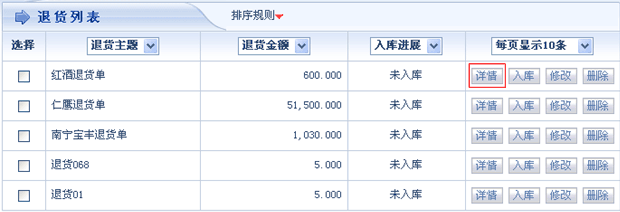 退货列表 排序规则
选择 退货主题 退货金额 入库进展 每页显示10条
红酒退货单 600.000 未入库 详情 入库 修改 删除
仁鹰退货单 51,500.000 未入库 详情 入库 修改 删除
南宁宝丰退货单 1,030.000 未入库 详情 入库 修改 删除
退货068 5.000 未入库 详情 入库 修改 删除
退货01 5.000 未入库 详情 入库 修改 删除